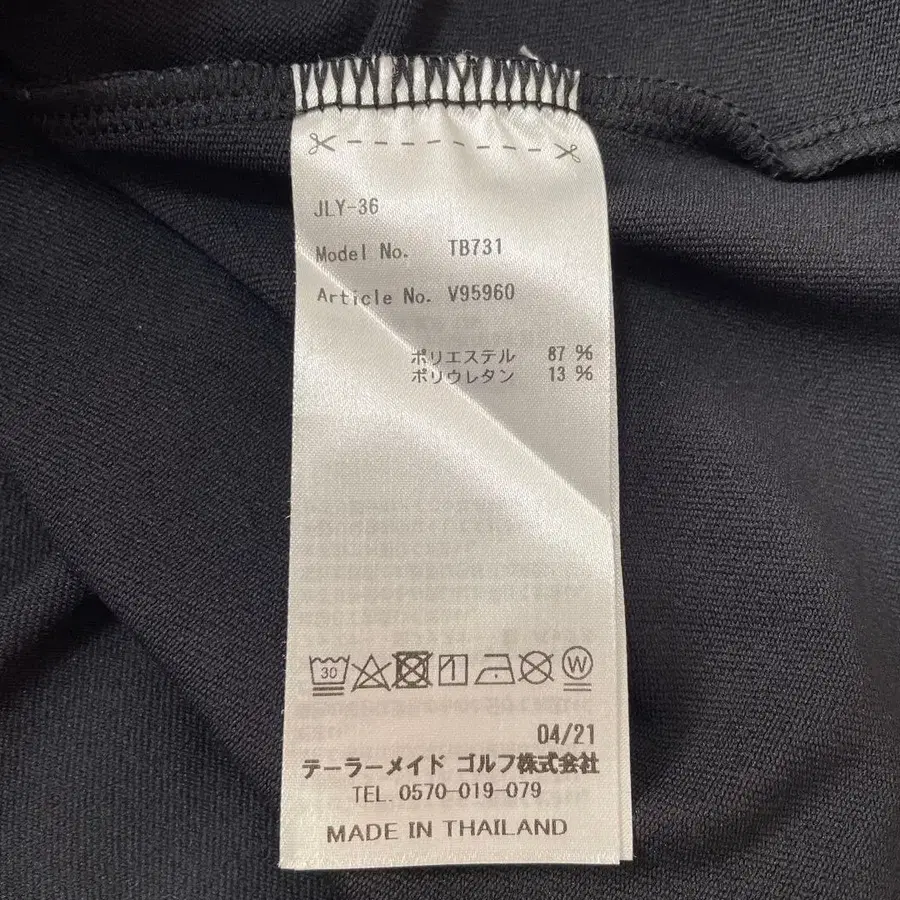 JLY-36
Model No. TB731
Article No. V95960
ポリエステル 87 %
ポリウレタン 13 %
30 W
04/21
テーラーメイド ゴルフ株式会社
TEL. 0570-019-079
MADE IN THAILAND